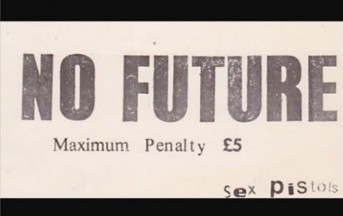 NO FUTURE
Maximum Penalty £5
sex pistols